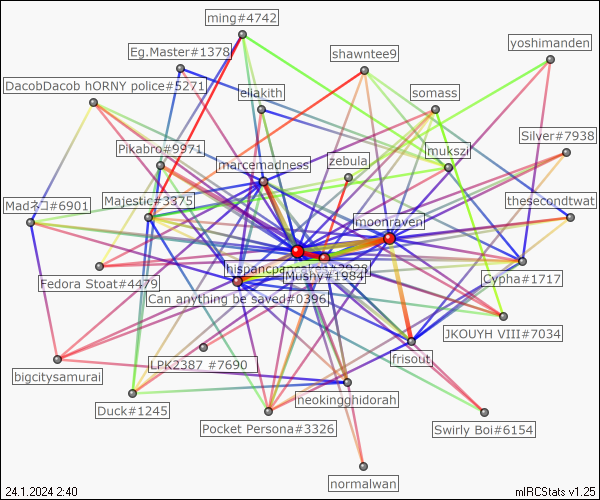 ming#4742
Eg.Master#1378
shawntee9
yoshimanden
DacobDacob hORNY police#5271
eliakith
somass
Silver#7938
Pikabro#9971
marcemadness
zebula
mukszi
Madネコ#6901
Majestic#3375
moonraven
thesecondtwat
Mushy#1984
Fedora Stoat#4479
Cypha#1717
Can anything be saved#0396
JKOUYH VIII#7034
bigcitysamurai
LPK2387 #7690
frisout
Duck#1245
neokingghidorah
Pocket Persona#3326
Swirly Boi#6154
normalwan
24.1.2024 2:40
mIRCStats v1.25